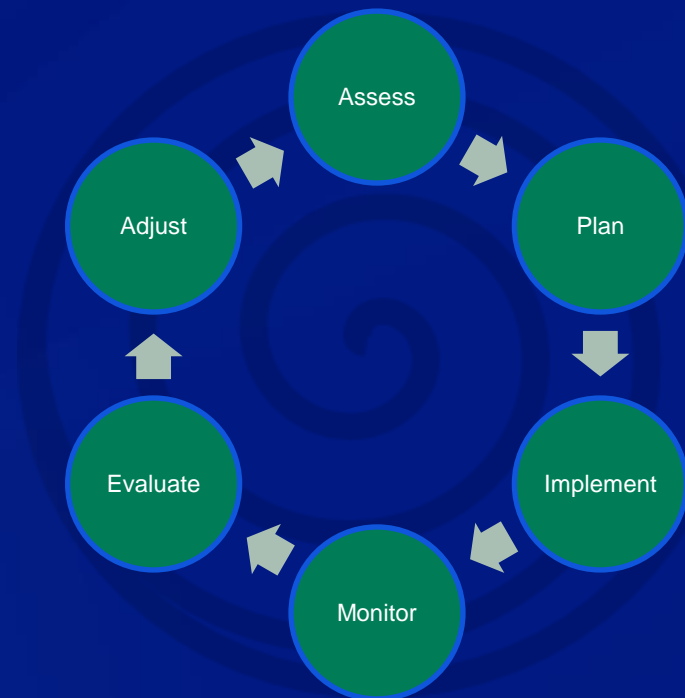 Assess
Plan
Implement
Monitor
Evaluate
Adjust